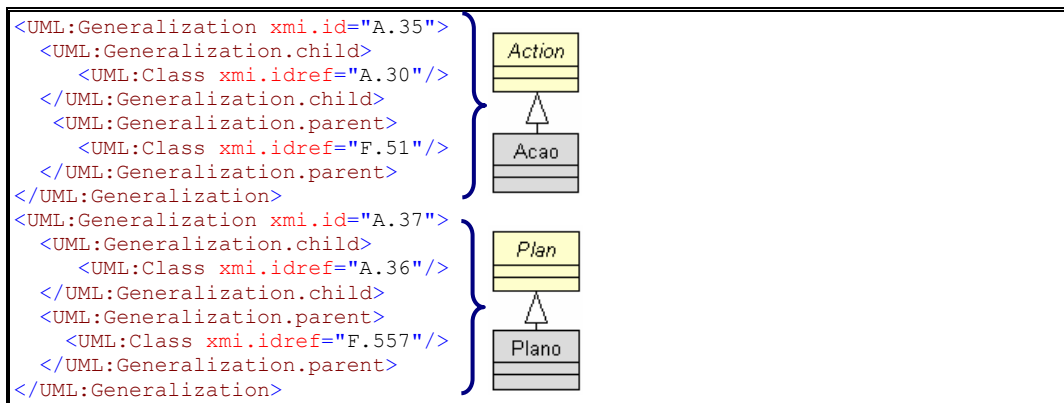 <UML:Generalization xmi.id="A.35">
<UML:Generalization.child>
<UML:Class xmi.idref="A.30"/>
</UML:Generalization.child>
<UML:Generalization.parent>
<UML:Class xmi.idref="F.51"/>
</UML:Generalization.parent>
</UML:Generalization>
Action
Acao
<UML:Generalization xmi.id="A.37">
<UML:Generalization.child>
<UML:Class xmi.idref="A.36"/>
</UML:Generalization.child>
<UML:Generalization.parent>
<UML:Class xmi.idref="F.557"/>
</UML:Generalization.parent>
</UML:Generalization>
Plan
Plano